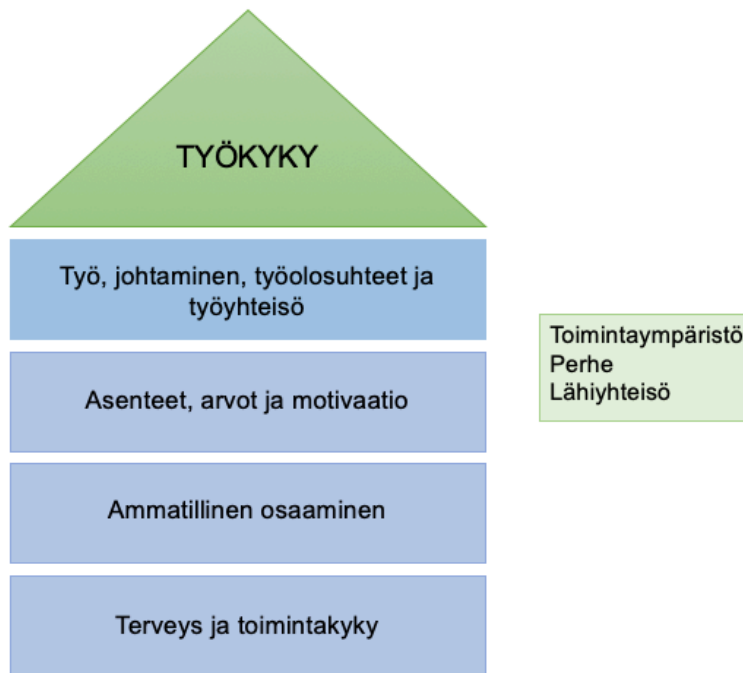 TYÖKYKY
Työ, johtaminen, työolosuhteet ja
työyhteisö
Asenteet, arvot ja motivaatio
Ammatillinen osaaminen
Terveys ja toimintakyky
Toimintaympäristö
Perhe
Lähiyhteisö